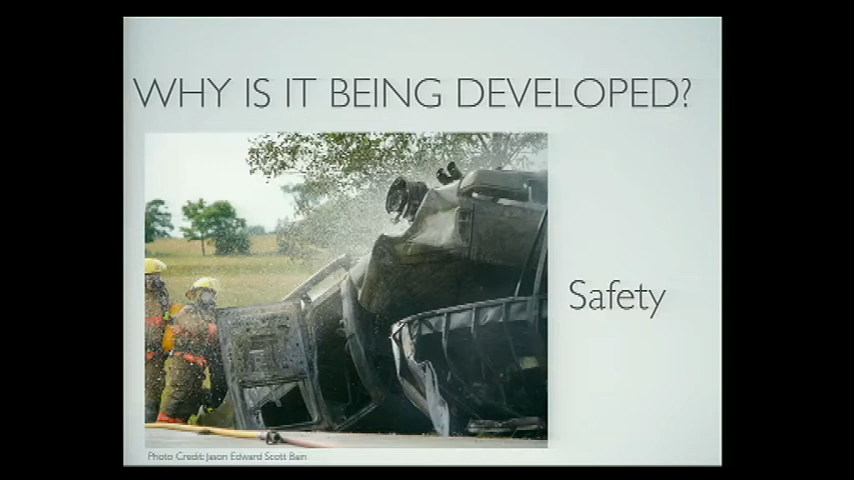 WHY IS IT BEING DEVELOPED?
Safety
Photo Credit: Jason Edward Scott Bain